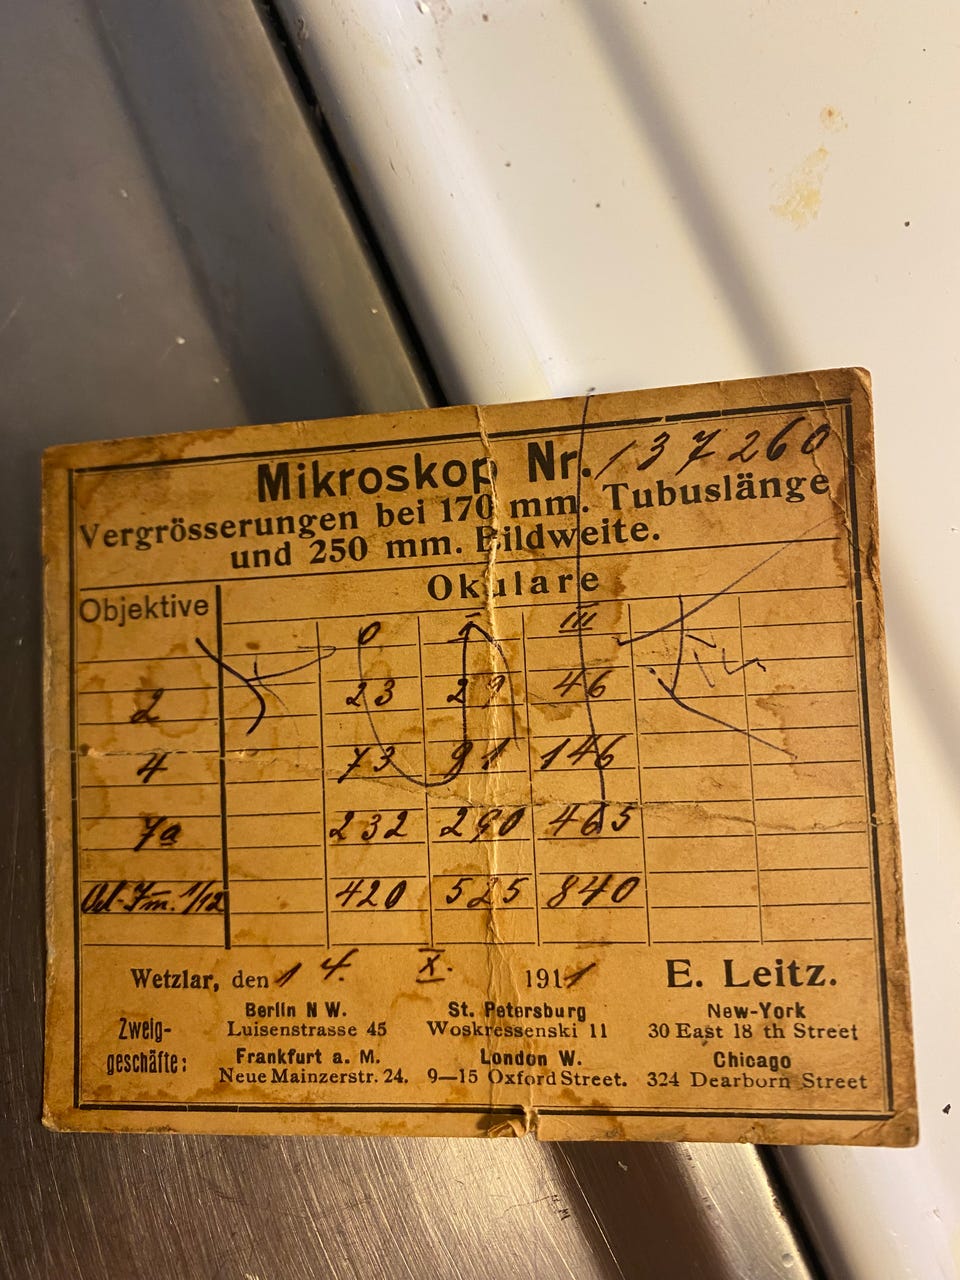 Mikroskop Nr. 137260
Vergrösserungen bei 170 mm. Tubuslänge
und 250 mm. Bildweite.
Objektive Okulare
0 I III
2 23 29 46
4 73 91 146
7a 232 290 465
Oel-Im. 1/12 420 525 840
Wetzlar, den 14. X. 1911 E. Leitz.
Zweig-
geschäfte:
Berlin N W.
Luisenstrasse 45
Frankfurt a. M.
Neue Mainzerstr. 24.
St. Petersburg
Woskressenski 11
London W.
9—15 Oxford Street.
New-York
30 East 18 th Street
Chicago
324 Dearborn Street